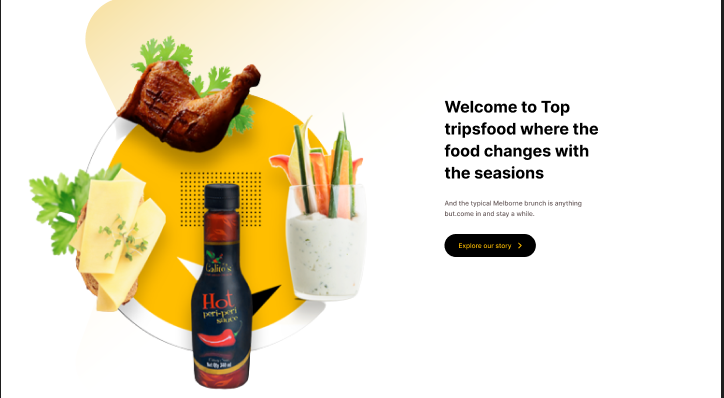 Welcome to Top
tripsfood where the
food changes with
the seasions
And the typical Melborne brunch is anything
but.come in and stay a while.
Explore our story
Galito's
Hot
peri-peri
sauce